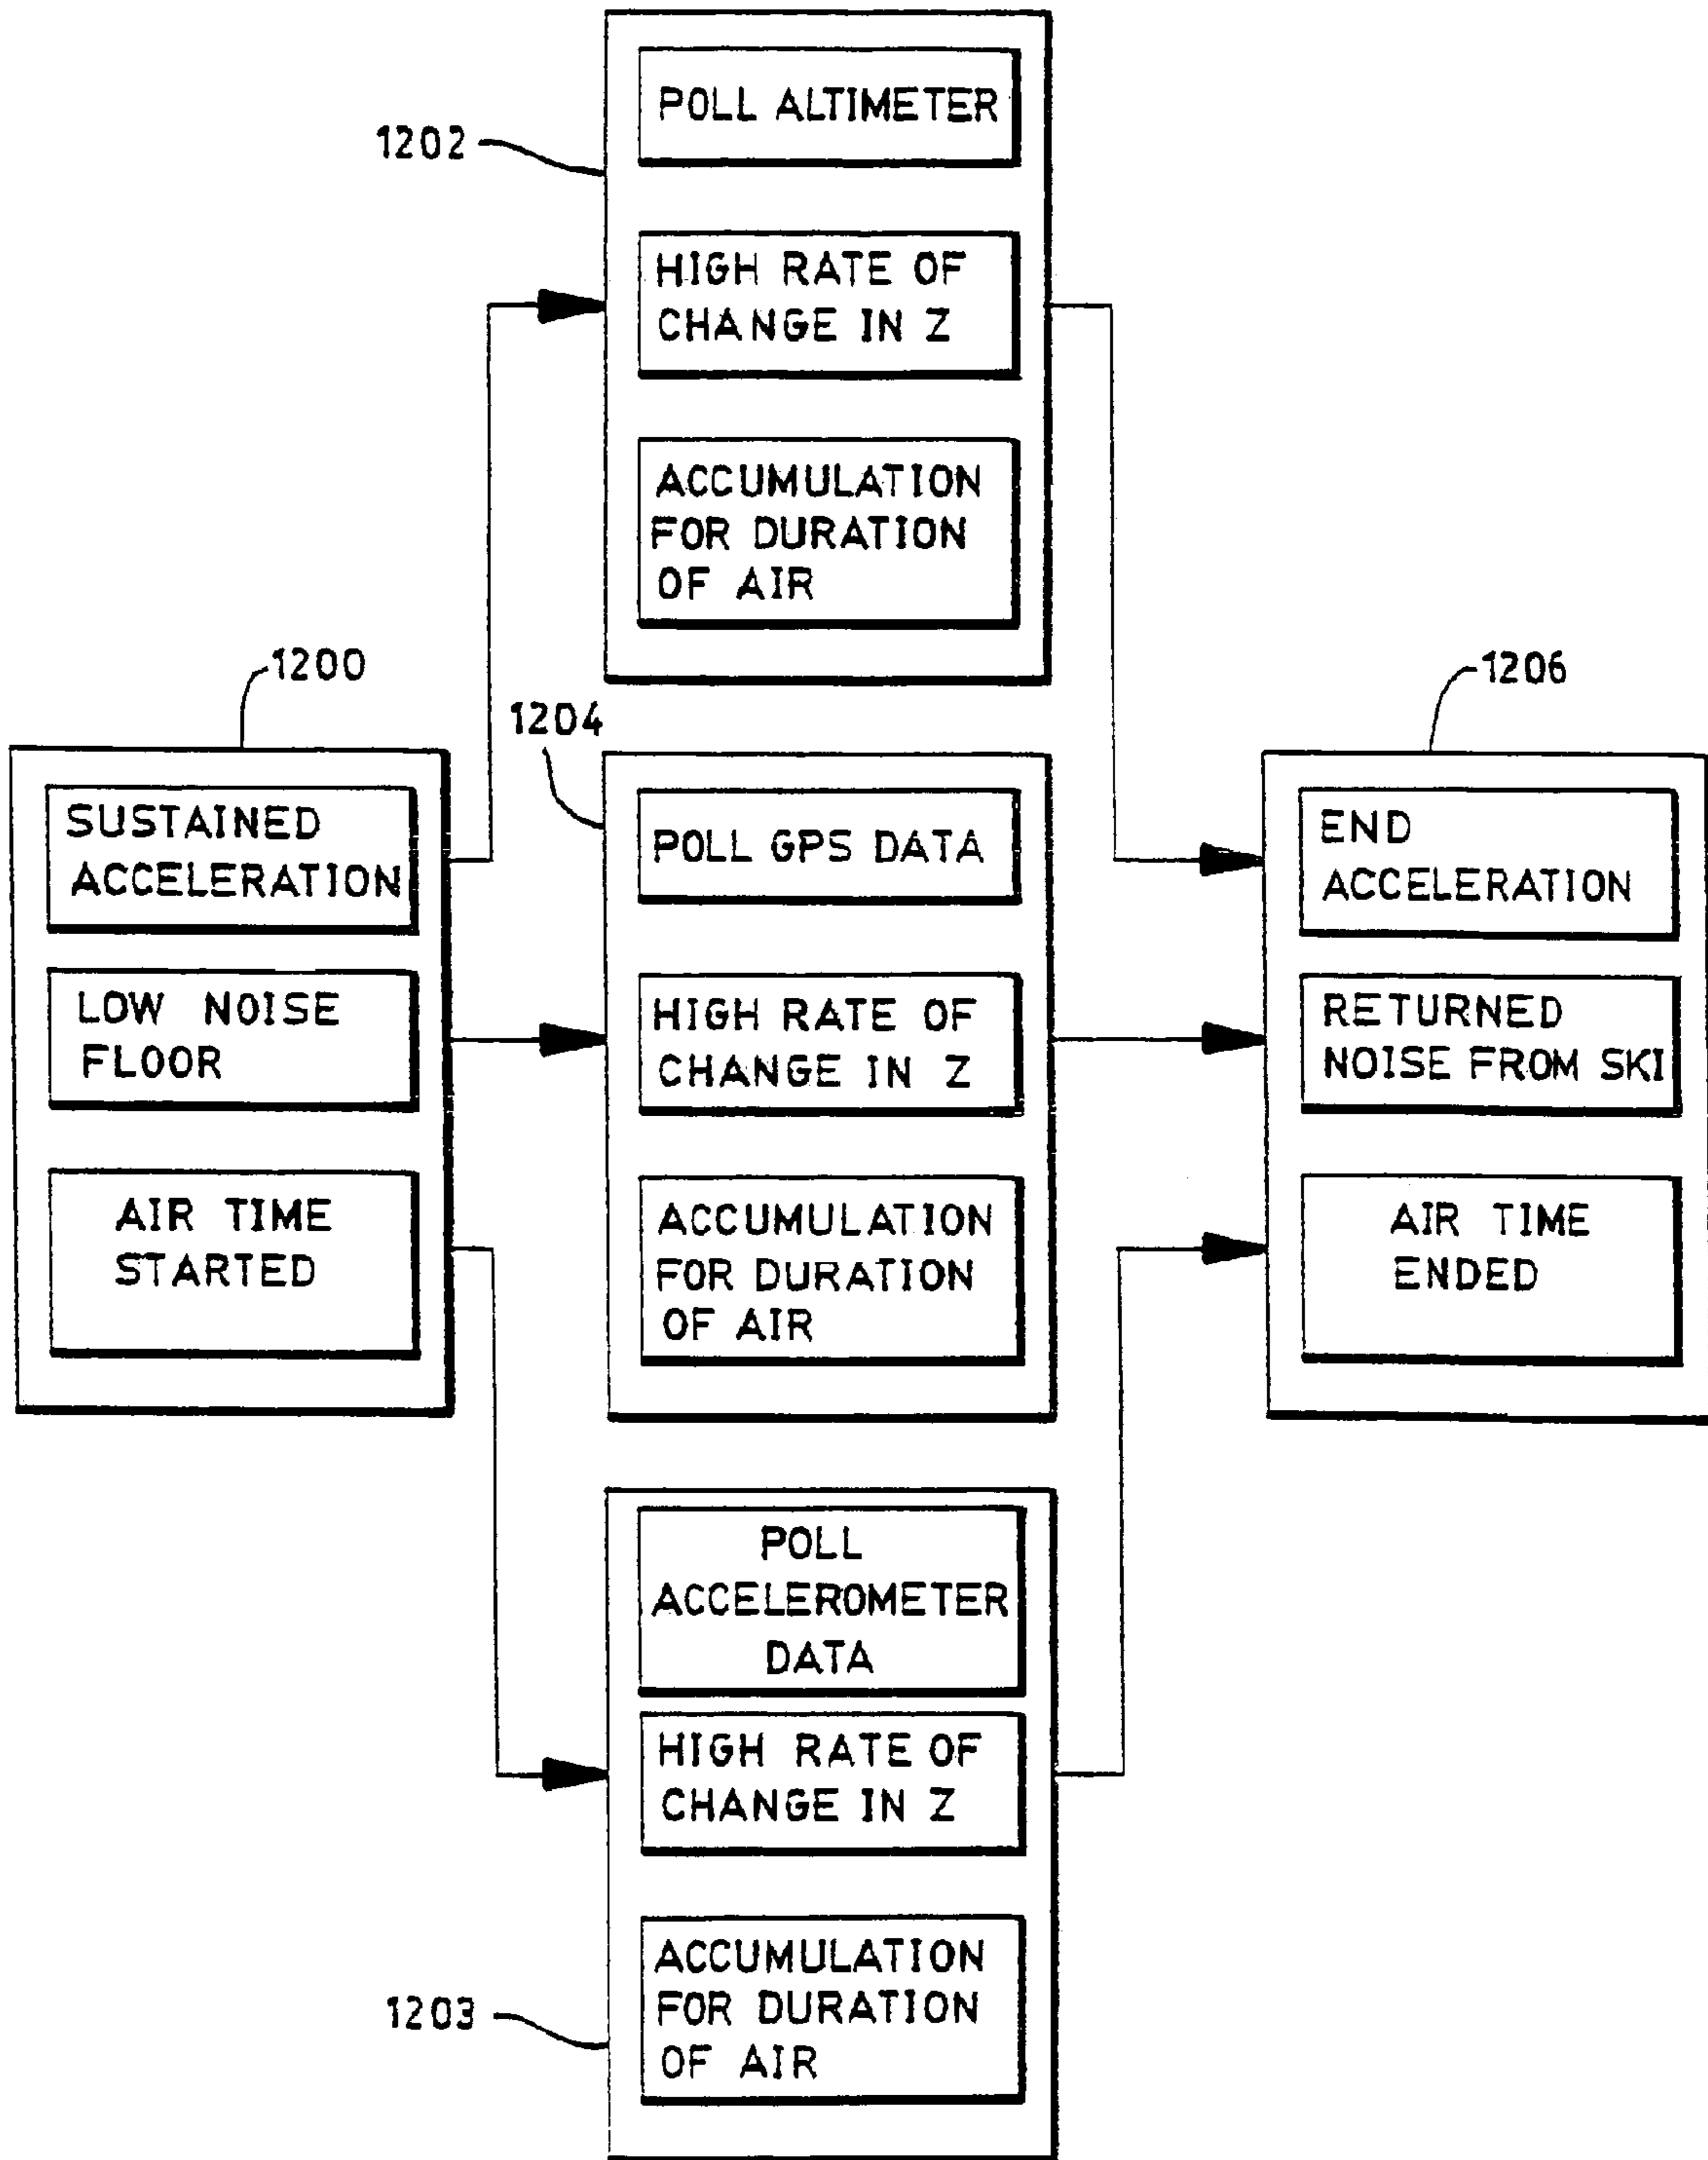 1202
POLL ALTIMETER
HIGH RATE OF
CHANGE IN Z
ACCUMULATION
FOR DURATION
OF AIR
1200
SUSTAINED
ACCELERATION
LOW NOISE
FLOOR
AIR TIME
STARTED
1204
POLL GPS DATA
HIGH RATE OF
CHANGE IN Z
ACCUMULATION
FOR DURATION
OF AIR
1206
END
ACCELERATION
RETURNED
NOISE FROM SKI
AIR TIME
ENDED
POLL
ACCELEROMETER
DATA
HIGH RATE OF
CHANGE IN Z
1203
ACCUMULATION
FOR DURATION
OF AIR